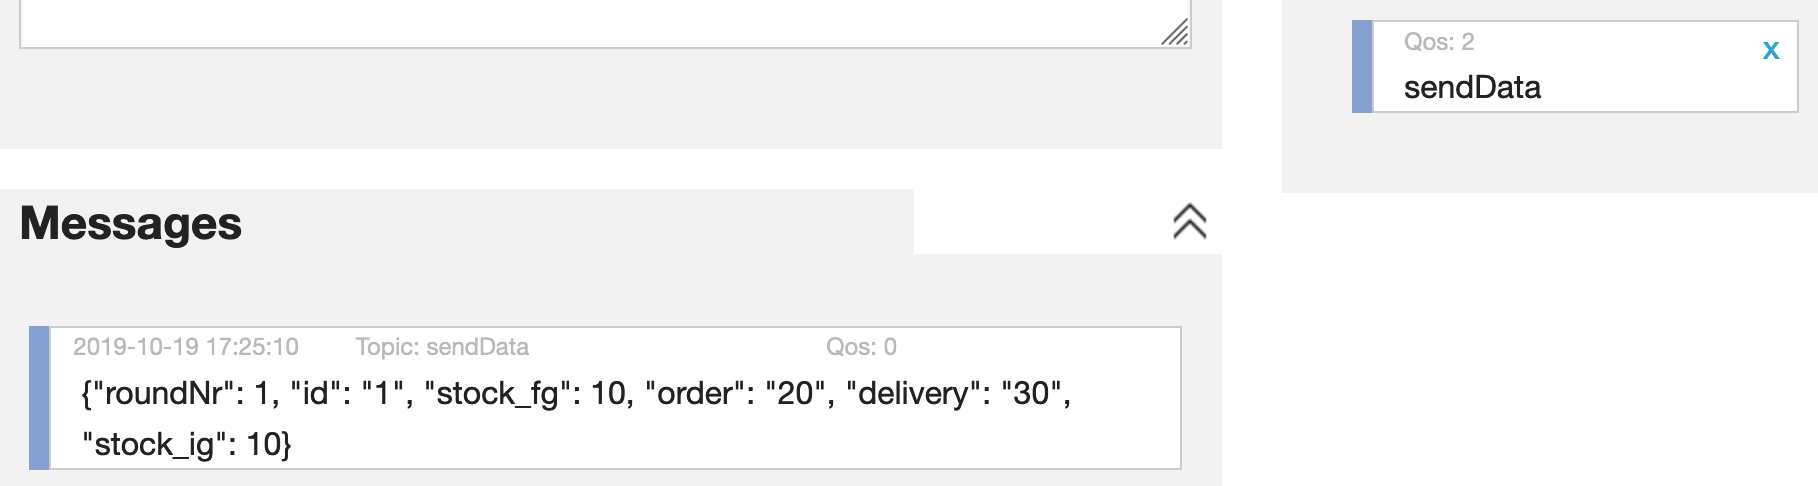 Qos: 2
x
sendData
Messages
2019-10-19 17:25:10 Topic: sendData Qos: 0
{"roundNr": 1, "id": "1", "stock_fg": 10, "order": "20", "delivery": "30",
"stock_ig": 10}